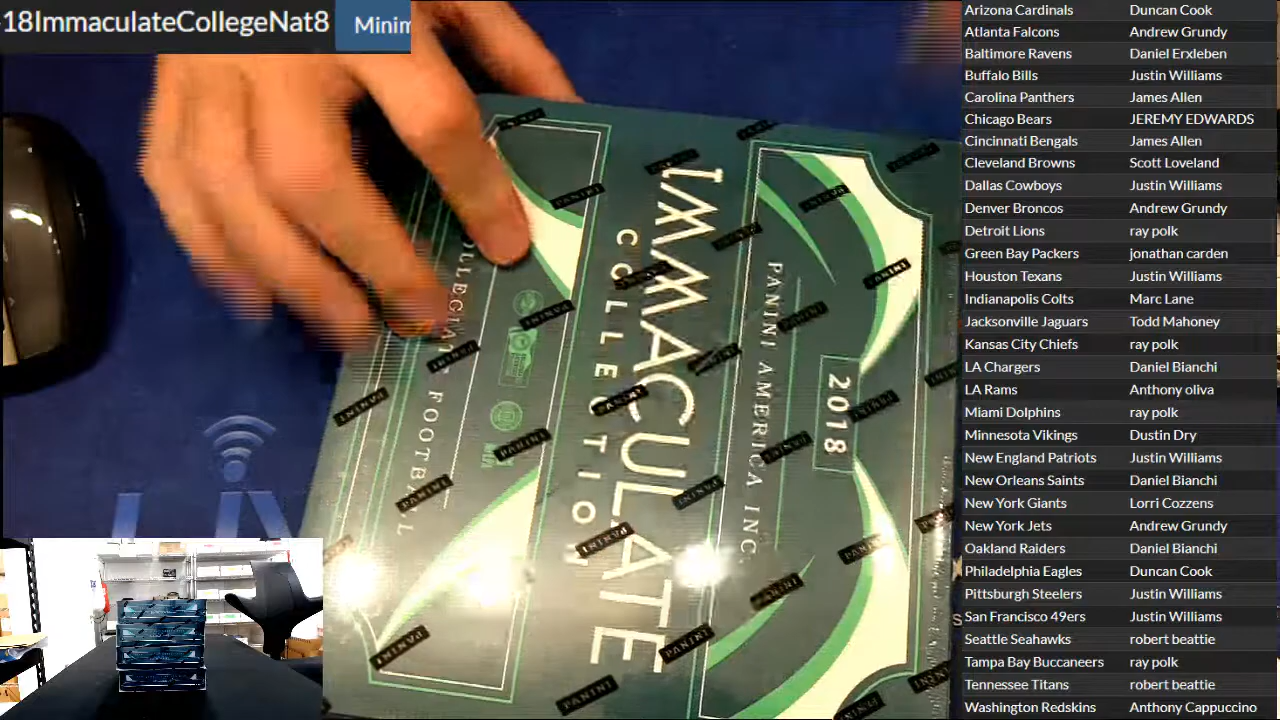 -18ImmaculateCollegeNat8 Minim
IMMACULATE
COLLECTION
PANINI AMERICA INC.
2018
FOOTBALL
PANINI
Arizona Cardinals Duncan Cook
Atlanta Falcons Andrew Grundy
Baltimore Ravens Daniel Erxleben
Buffalo Bills Justin Williams
Carolina Panthers James Allen
Chicago Bears JEREMY EDWARDS
Cincinnati Bengals James Allen
Cleveland Browns Scott Loveland
Dallas Cowboys Justin Williams
Denver Broncos Andrew Grundy
Detroit Lions ray polk
Green Bay Packers jonathan carden
Houston Texans Justin Williams
Indianapolis Colts Marc Lane
Jacksonville Jaguars Todd Mahoney
Kansas City Chiefs ray polk
LA Chargers Daniel Bianchi
LA Rams Anthony oliva
Miami Dolphins ray polk
Minnesota Vikings Dustin Dry
New England Patriots Justin Williams
New Orleans Saints Daniel Bianchi
New York Giants Lorri Cozzens
New York Jets Andrew Grundy
Oakland Raiders Daniel Bianchi
Philadelphia Eagles Duncan Cook
Pittsburgh Steelers Justin Williams
San Francisco 49ers Justin Williams
Seattle Seahawks robert beattie
Tampa Bay Buccaneers ray polk
Tennessee Titans robert beattie
Washington Redskins Anthony Cappuccino